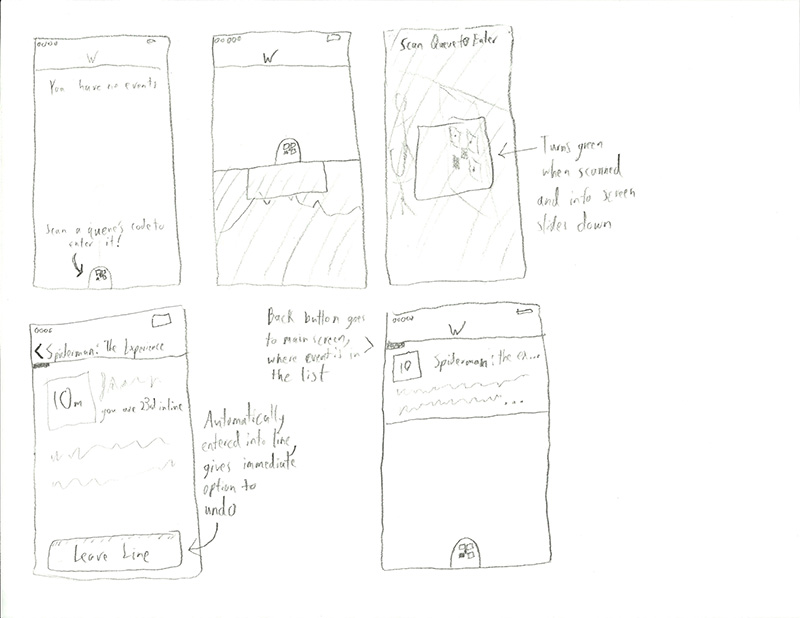 W
You have no events
Scan a queue's code to
enter it!
W
Scan Queue to Enter
Turns green
when scanned
and info screen
slides down
Spiderman: The Experience
10m
you are 23rd in line
Leave Line
Automatically
entered into line,
gives immediate
option to
undo
Back button goes
to main screen,
where event is in
the list
W
10
Spiderman: the ex...
...